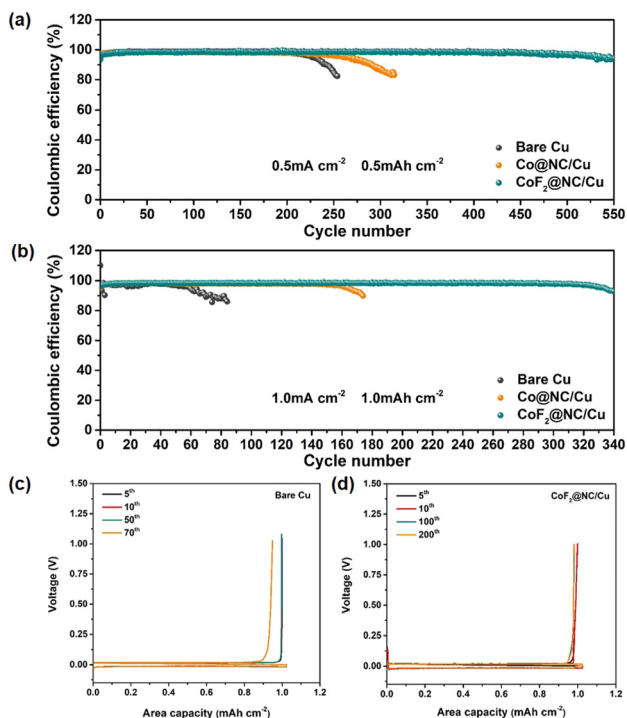 (a)
120
100
80
60
40
20
0
Coulombic efficiency (%)
0.5mA cm-2 0.5mAh cm-2
Bare Cu
Co@NC/Cu
CoF2@NC/Cu
0 50 100 150 200 250 300 350 400 450 500 550
Cycle number
(b)
120
100
80
60
40
20
0
Coulombic efficiency (%)
1.0mA cm-2 1.0mAh cm-2
Bare Cu
Co@NC/Cu
CoF2@NC/Cu
0 20 40 60 80 100 120 140 160 180 200 220 240 260 280 300 320 340
Cycle number
(c)
1.50
1.25
1.00
0.75
0.50
0.25
0.00
Voltage (V)
5th
10th
50th
70th
Bare Cu
0.0 0.2 0.4 0.6 0.8 1.0 1.2
Area capacity (mAh cm-2)
(d)
1.50
1.25
1.00
0.75
0.50
0.25
0.00
Voltage (V)
5th
10th
100th
200th
CoF2@NC/Cu
0.0 0.2 0.4 0.6 0.8 1.0 1.2
Area capacity (mAh cm-2)